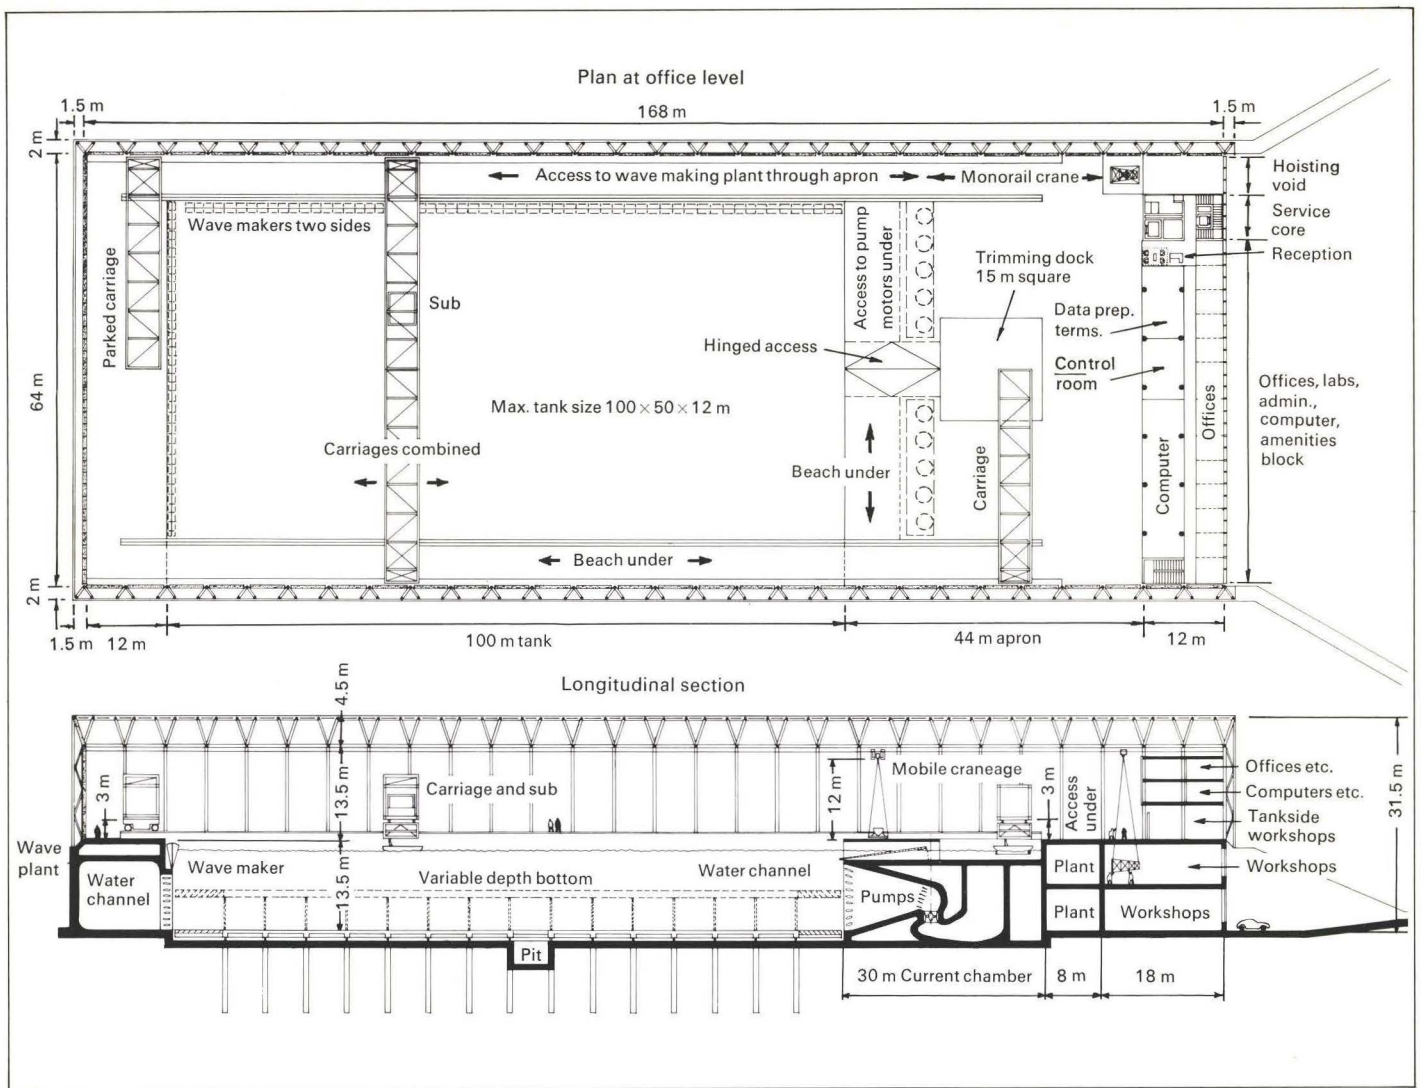 Plan at office level
1.5 m
168 m
1.5 m
2 m
Access to wave making plant through apron
Monorail crane
Hoisting
void
Service
core
Reception
Wave makers two sides
Parked carriage
Sub
Access to pump
motors under
Trimming dock
15 m square
Data prep.
terms.
Hinged access
Control
room
64 m
Max. tank size 100 × 50 × 12 m
Offices
Offices, labs,
admin.,
computer,
amenities
block
Carriages combined
Beach under
Carriage
Computer
Beach under
2 m
1.5 m
12 m
100 m tank
44 m apron
12 m
Longitudinal section
4.5 m
13.5 m
3 m
Carriage and sub
12 m
Mobile craneage
3 m
Access
under
Offices etc.
Computers etc.
Tankside
workshops
31.5 m
Wave
plant
Water
channel
Wave maker
13.5 m
Variable depth bottom
Water channel
Pumps
Plant
Workshops
Plant
Workshops
Pit
30 m Current chamber
8 m
18 m